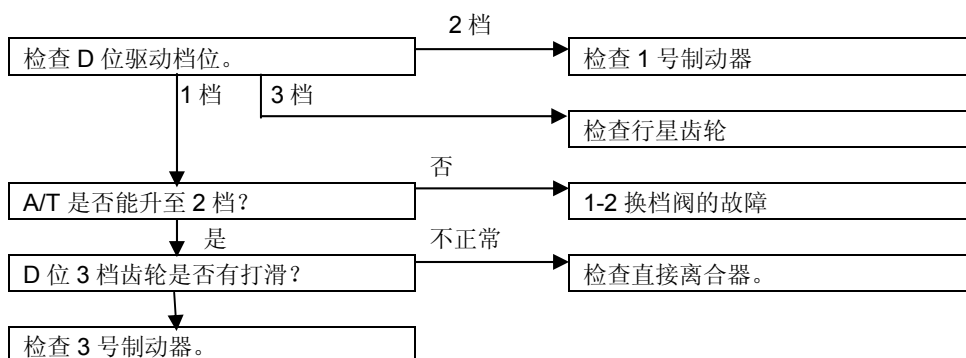 2 档
检查 D 位驱动档位。
检查 1 号制动器
1 档
3 档
检查行星齿轮
否
A/T 是否能升至 2 档？
1-2 换档阀的故障
是
不正常
D 位 3 档齿轮是否有打滑？
检查直接离合器。
检查 3 号制动器。